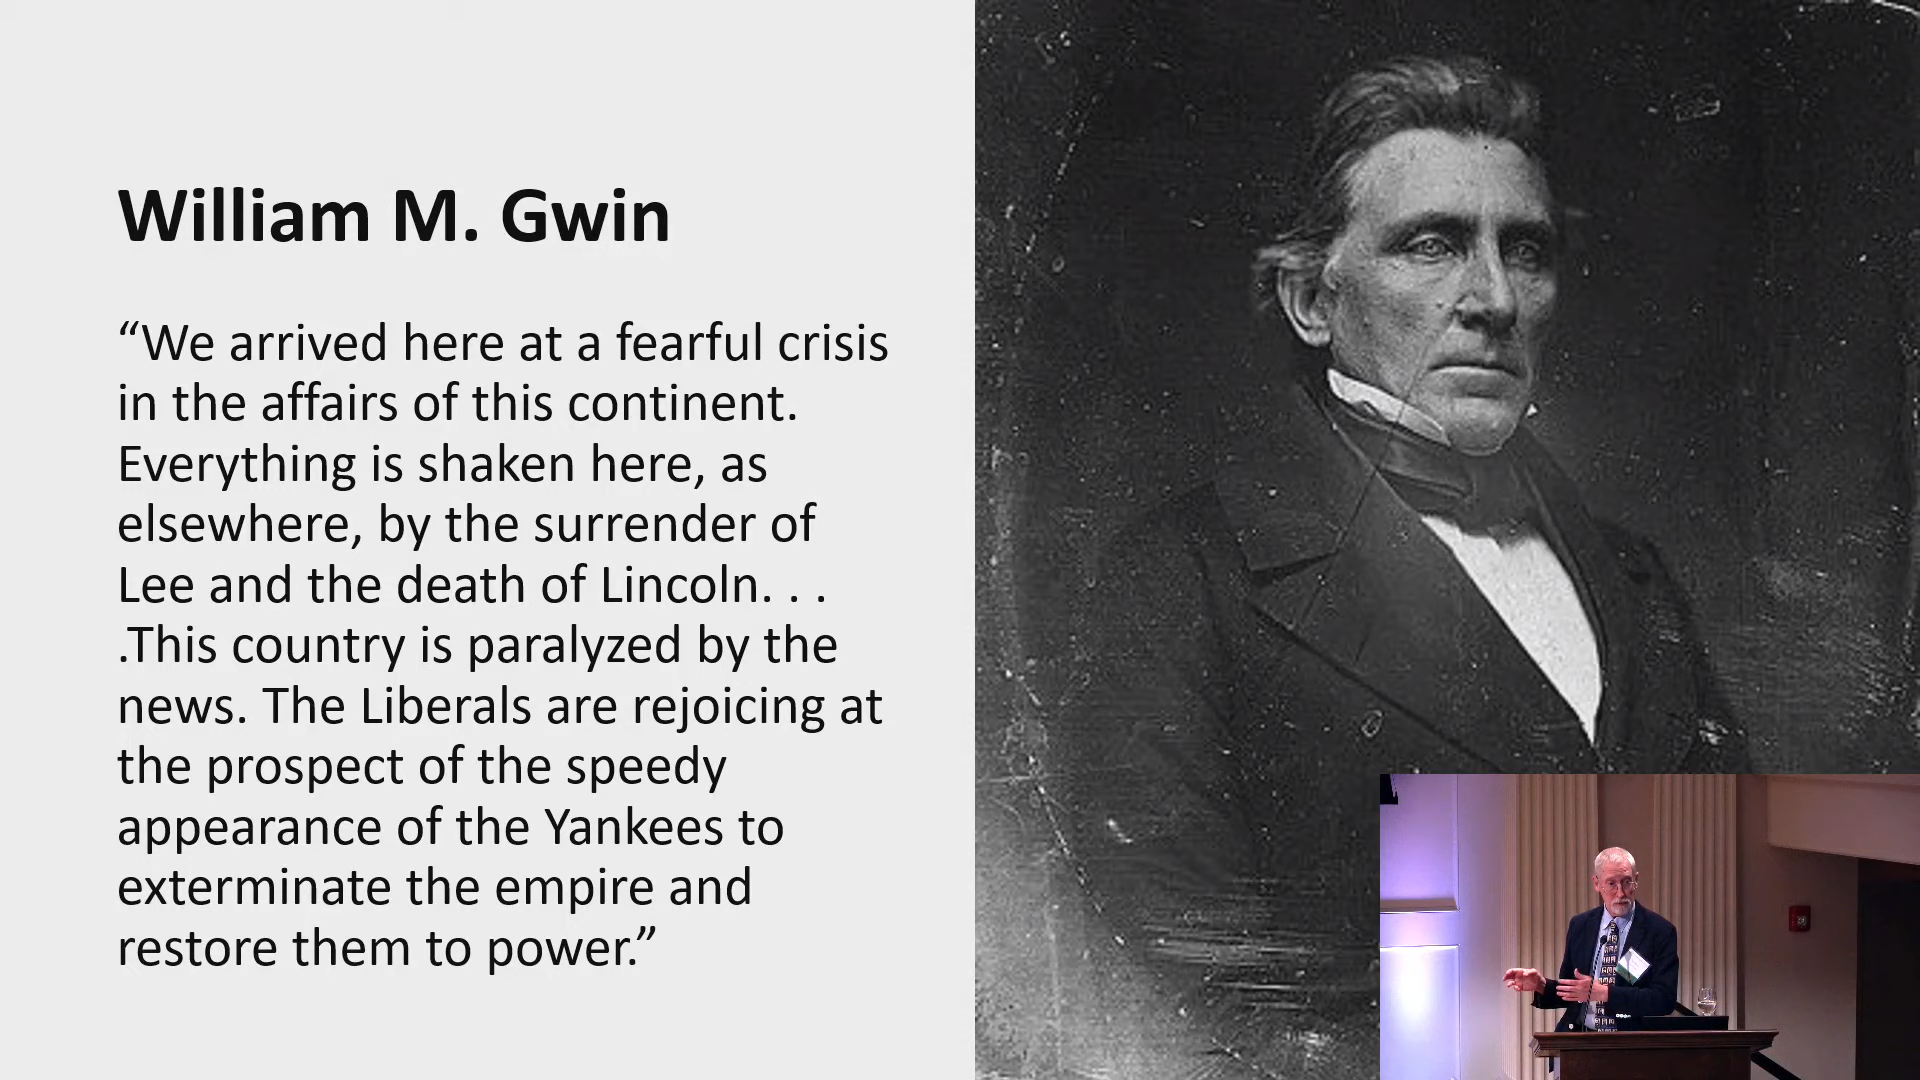 William M. Gwin
“We arrived here at a fearful crisis
in the affairs of this continent.
Everything is shaken here, as
elsewhere, by the surrender of
Lee and the death of Lincoln. . .
.This country is paralyzed by the
news. The Liberals are rejoicing at
the prospect of the speedy
appearance of the Yankees to
exterminate the empire and
restore them to power.”